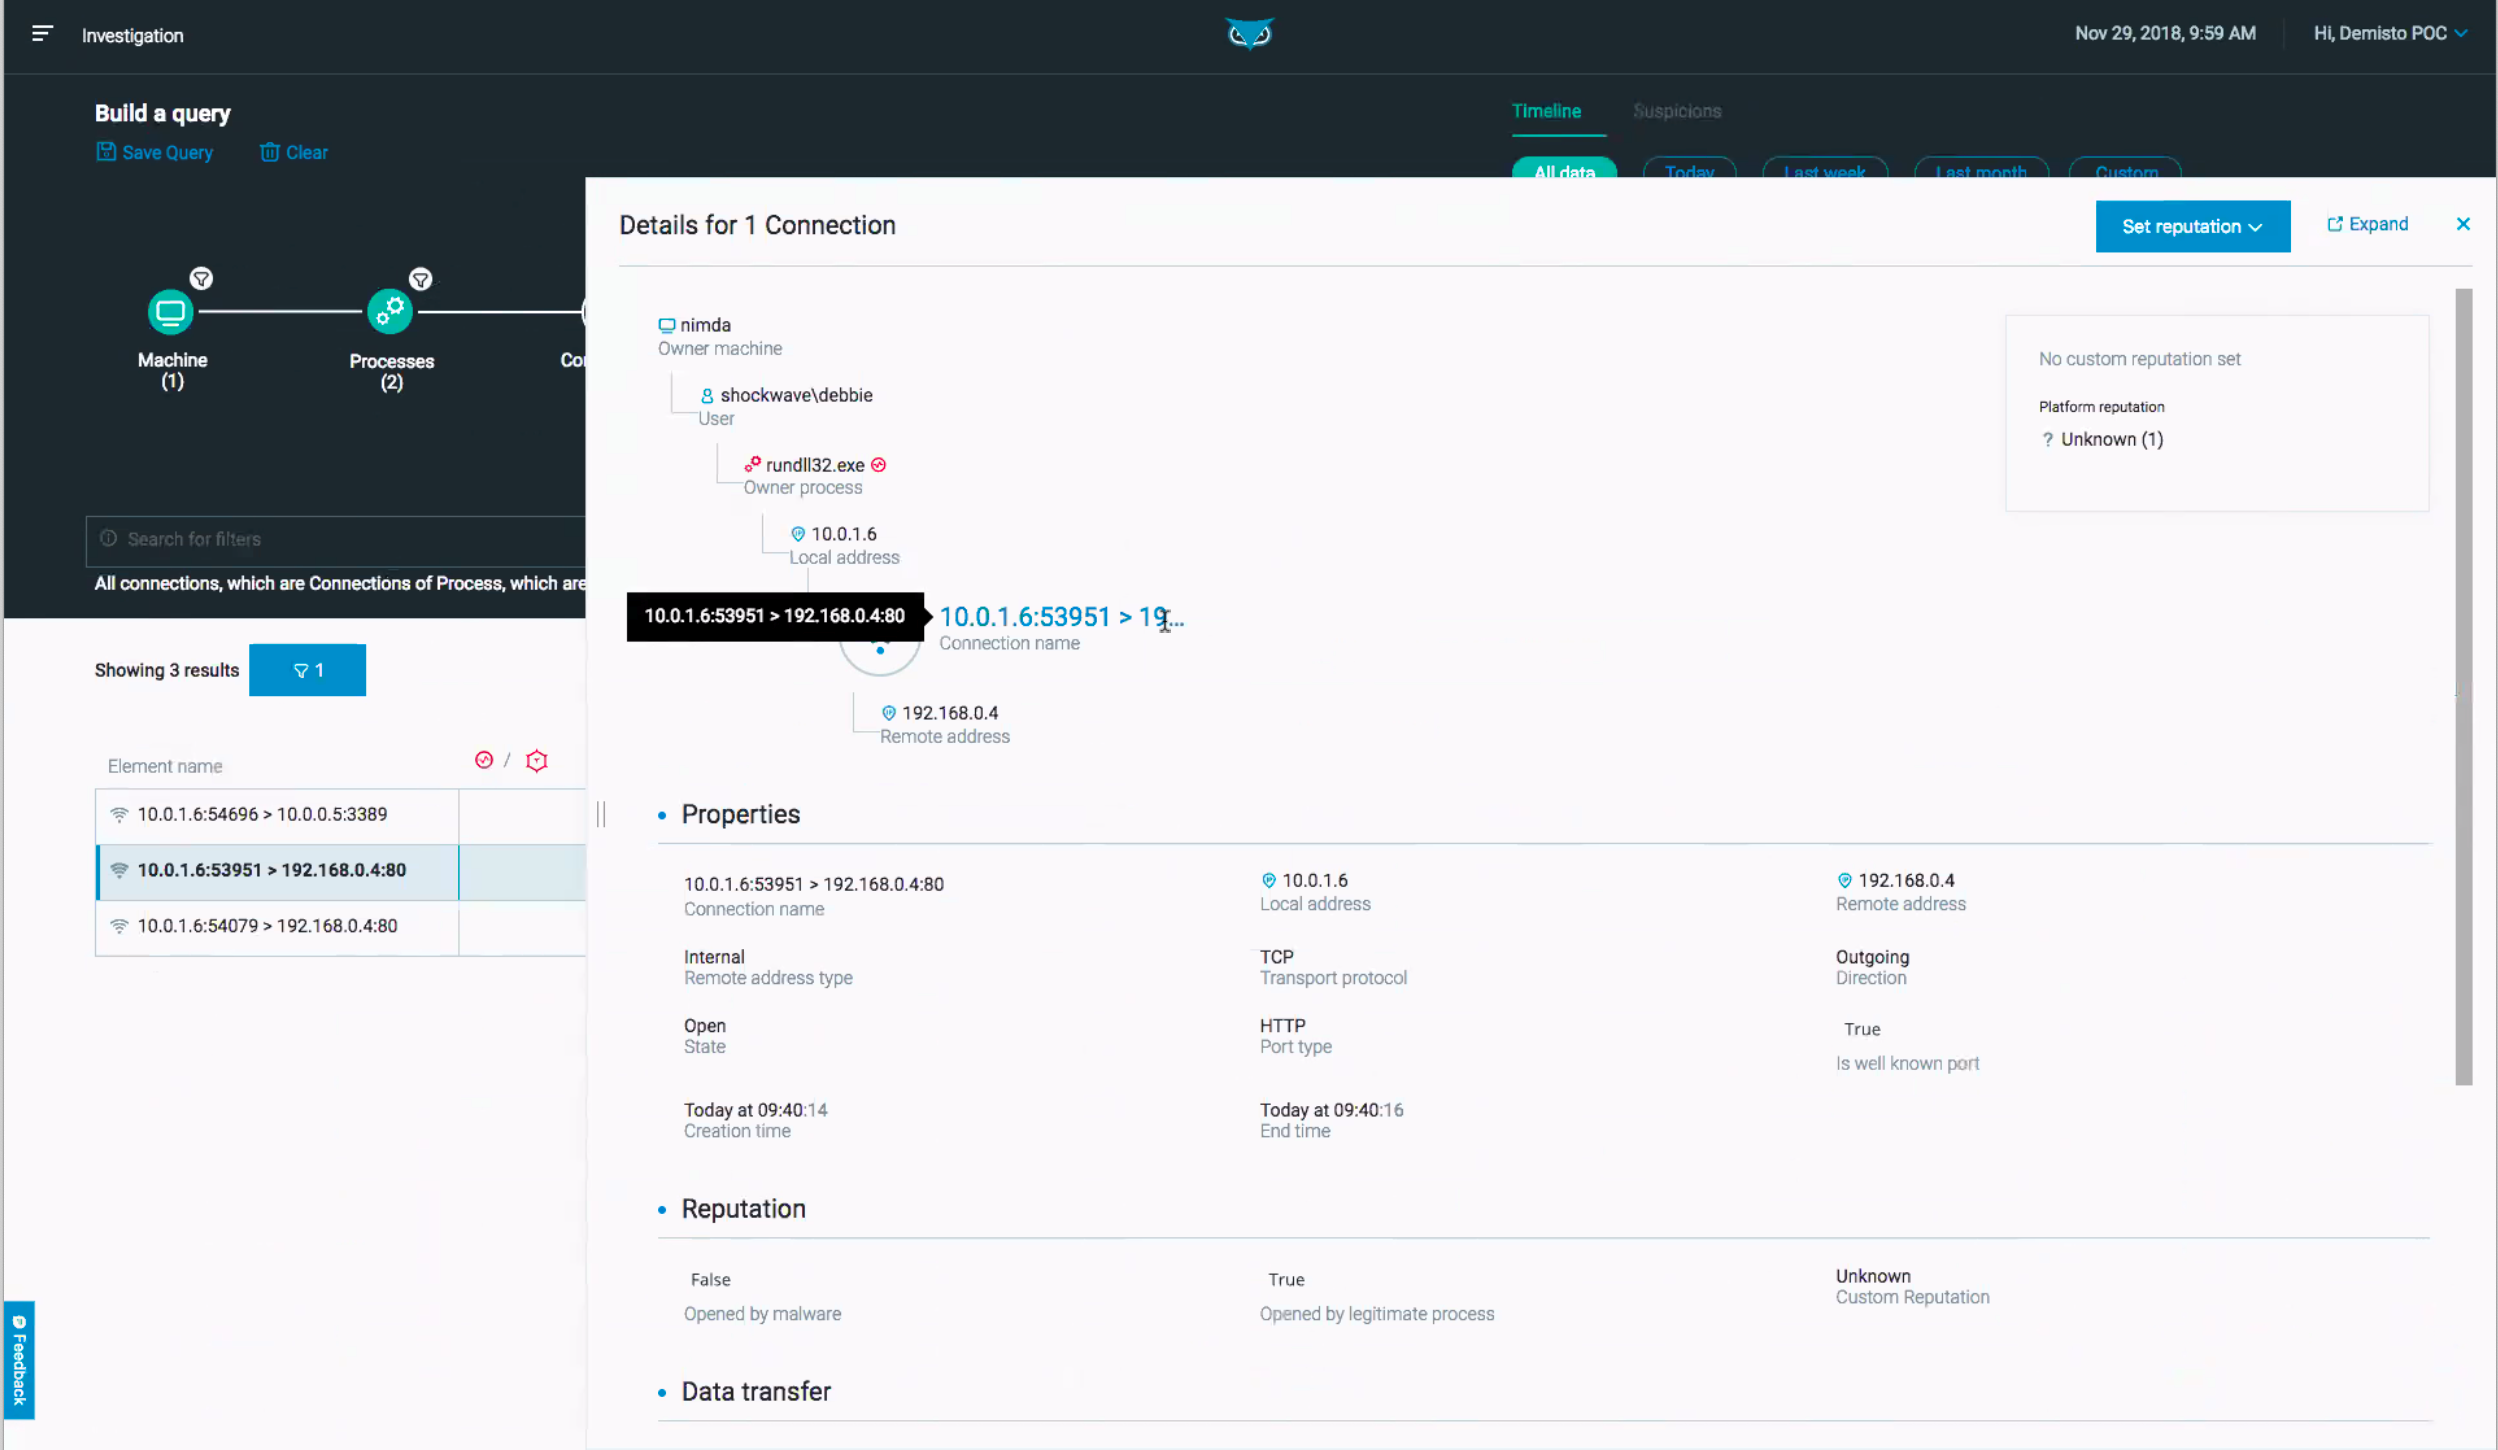 Investigation
Nov 29, 2018, 9:59 AM
Hi, Demisto POC
Build a query
Save Query
Clear
Timeline
Suspicions
All data
Today
Last week
Last month
Custom
Machine
(1)
Processes
(2)
Search for filters
All connections, which are Connections of Process, which are
Showing 3 results
1
Element name
/
10.0.1.6:54696 > 10.0.0.5:3389
10.0.1.6:53951 > 192.168.0.4:80
10.0.1.6:54079 > 192.168.0.4:80
Feedback
Details for 1 Connection
Set reputation
Expand
nimda
Owner machine
shockwave\debbie
User
rundll32.exe
Owner process
10.0.1.6
Local address
10.0.1.6:53951 > 192.168.0.4:80
10.0.1.6:53951 > 19...
Connection name
192.168.0.4
Remote address
No custom reputation set
Platform reputation
? Unknown (1)
Properties
10.0.1.6:53951 > 192.168.0.4:80
Connection name
10.0.1.6
Local address
192.168.0.4
Remote address
Internal
Remote address type
TCP
Transport protocol
Outgoing
Direction
Open
State
HTTP
Port type
True
Is well known port
Today at 09:40:14
Creation time
Today at 09:40:16
End time
Reputation
False
Opened by malware
True
Opened by legitimate process
Unknown
Custom Reputation
Data transfer